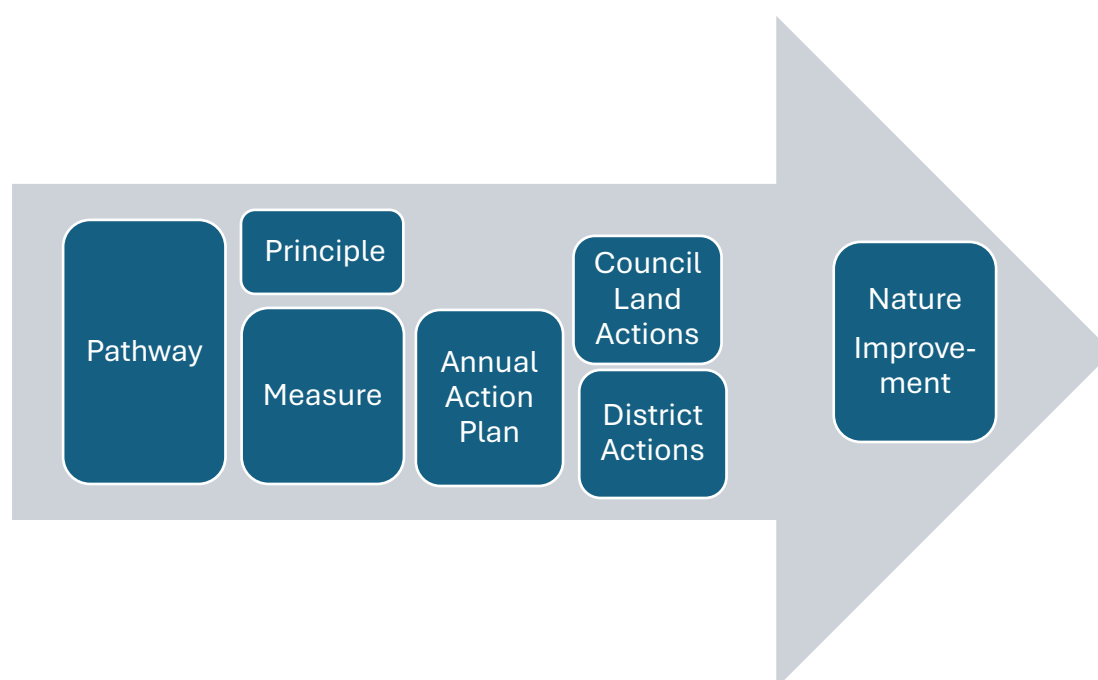 Pathway
Principle
Measure
Annual
Action
Plan
Council
Land
Actions
District
Actions
Nature
Improve-
ment